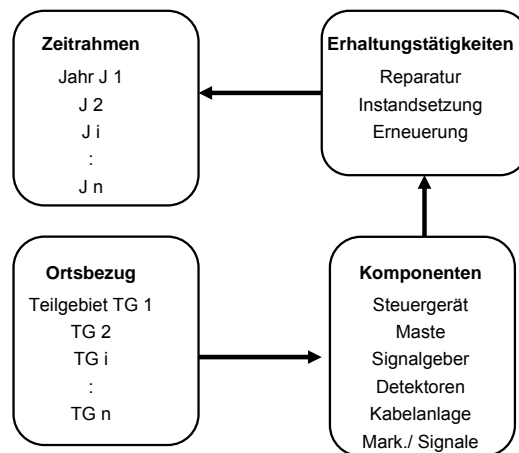 Zeitrahmen
Jahr J 1
J 2
J i
:
J n
Erhaltungstätigkeiten
Reparatur
Instandsetzung
Erneuerung
Ortsbezug
Teilgebiet TG 1
TG 2
TG i
:
TG n
Komponenten
Steuergerät
Maste
Signalgeber
Detektoren
Kabelanlage
Mark./ Signale